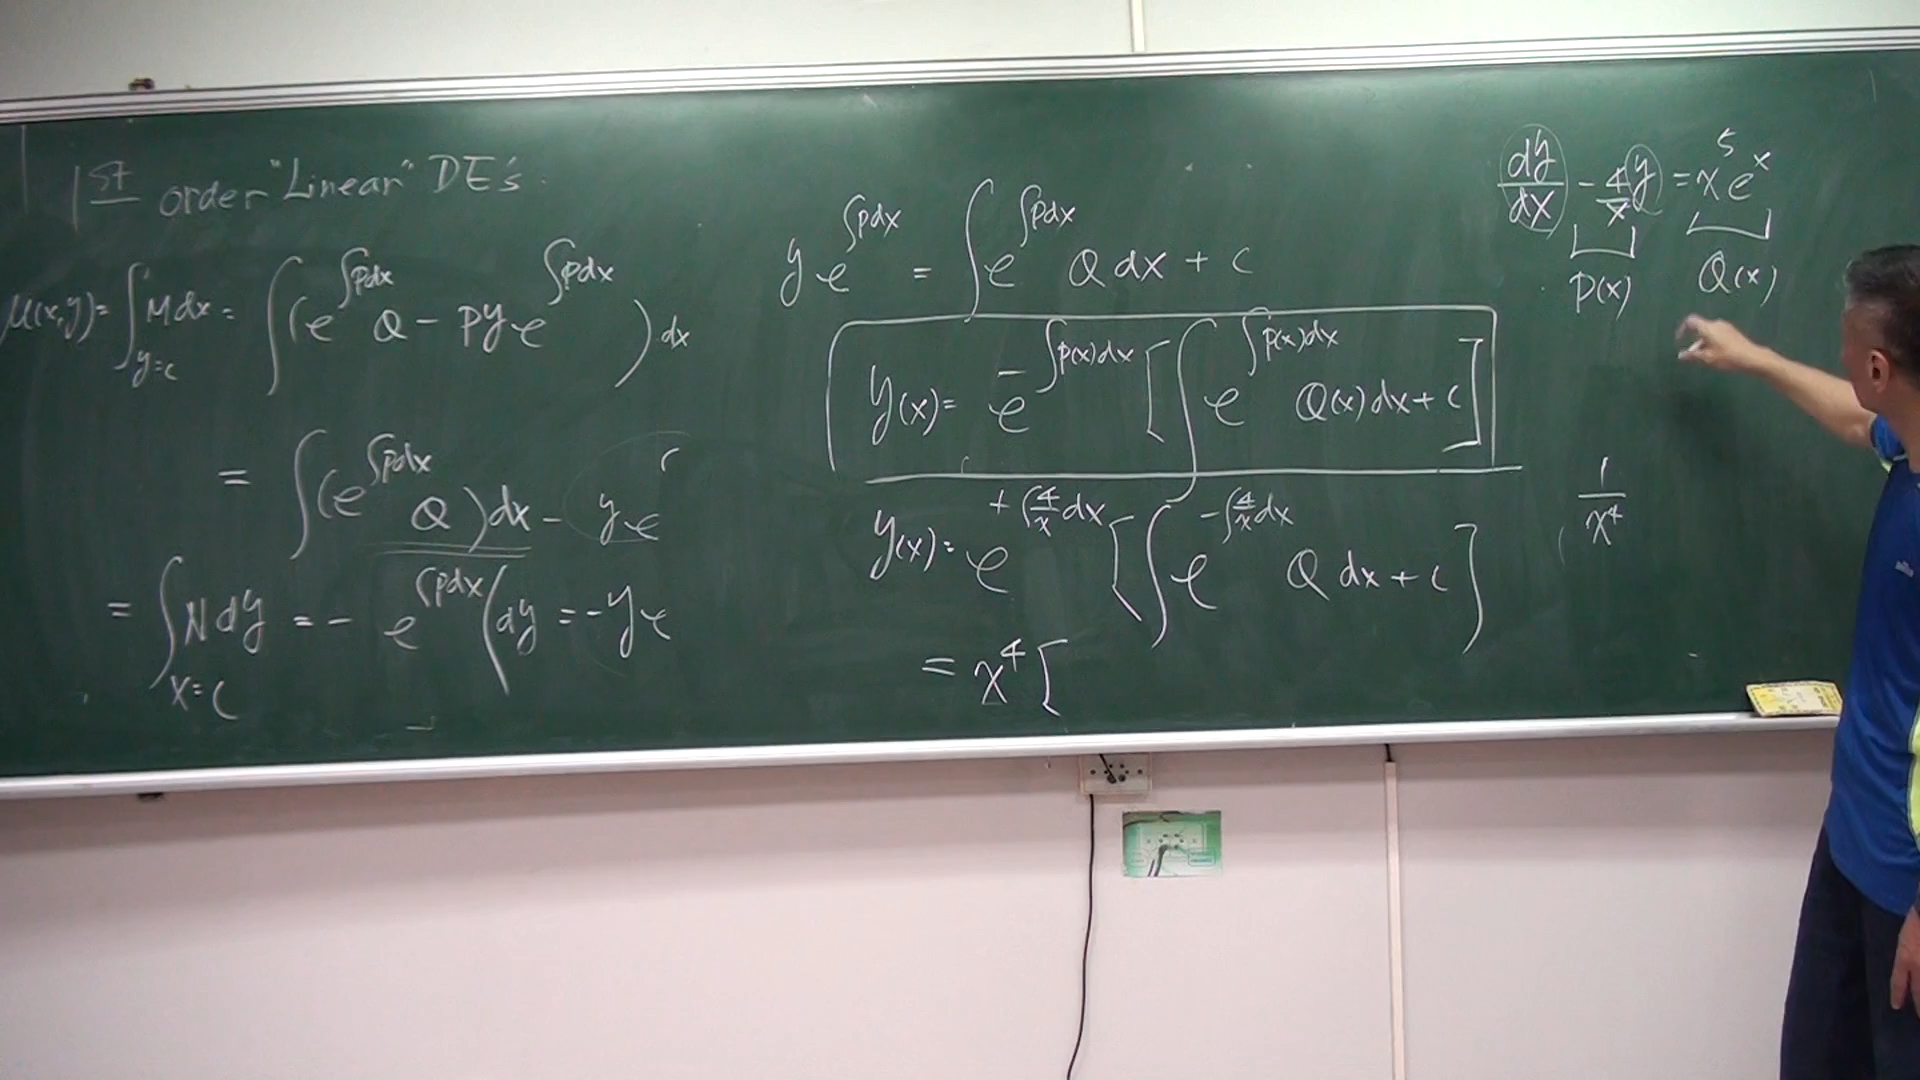 1st order "Linear" DE's.
μ(x,y) = ∫_{y=c} M dx = ∫(e^{∫pdx} Q - p y e^{∫pdx}) dx
= ∫(e^{∫pdx} Q) dx - y e
= ∫_{x=c} N dy = - e^{∫pdx} ∫dy = - y e
y e^{∫pdx} = ∫ e^{∫pdx} Q dx + c
y(x) = e^{-∫p(x)dx} [∫ e^{∫p(x)dx} Q(x) dx + c]
y(x) = e^{+∫4/x dx} [∫ e^{-∫4/x dx} Q dx + c]
= x^4 [
dy/dx - 4/x y = x^5 e^x
P(x) Q(x)
1/x^4